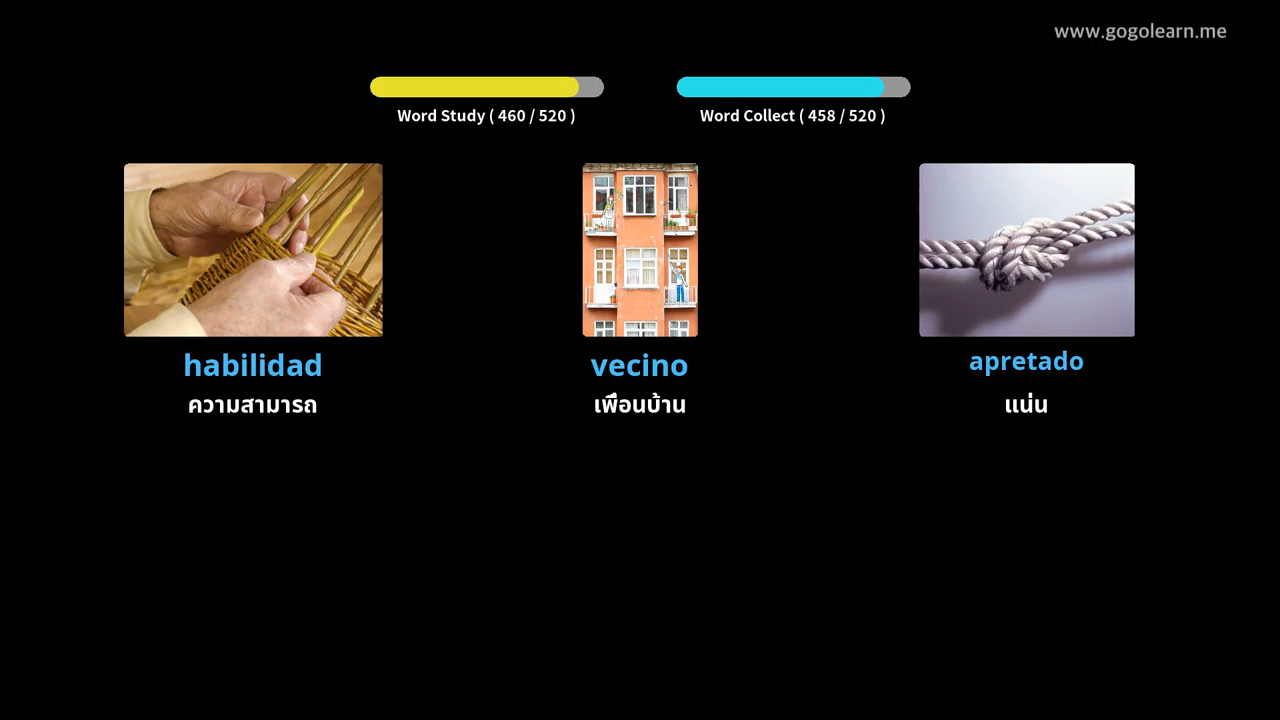 www.gogolearn.me
Word Study ( 460 / 520 )
Word Collect ( 458 / 520 )
habilidad
vecino
apretado
ความสามารถ
เพื่อนบ้าน
แน่น